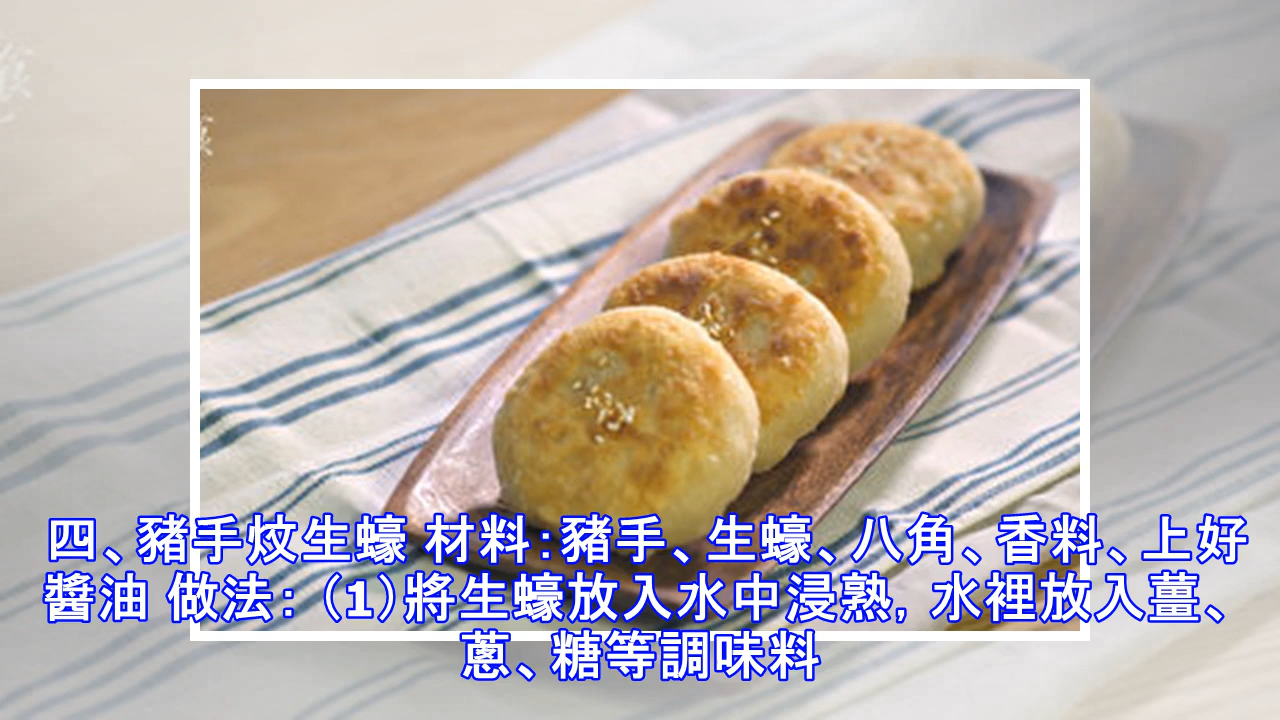 四、豬手炆生蠔 材料：豬手、生蠔、八角、香料、上好
醬油 做法：（1）將生蠔放入水中浸熟，水裡放入薑、
蔥、糖等調味料